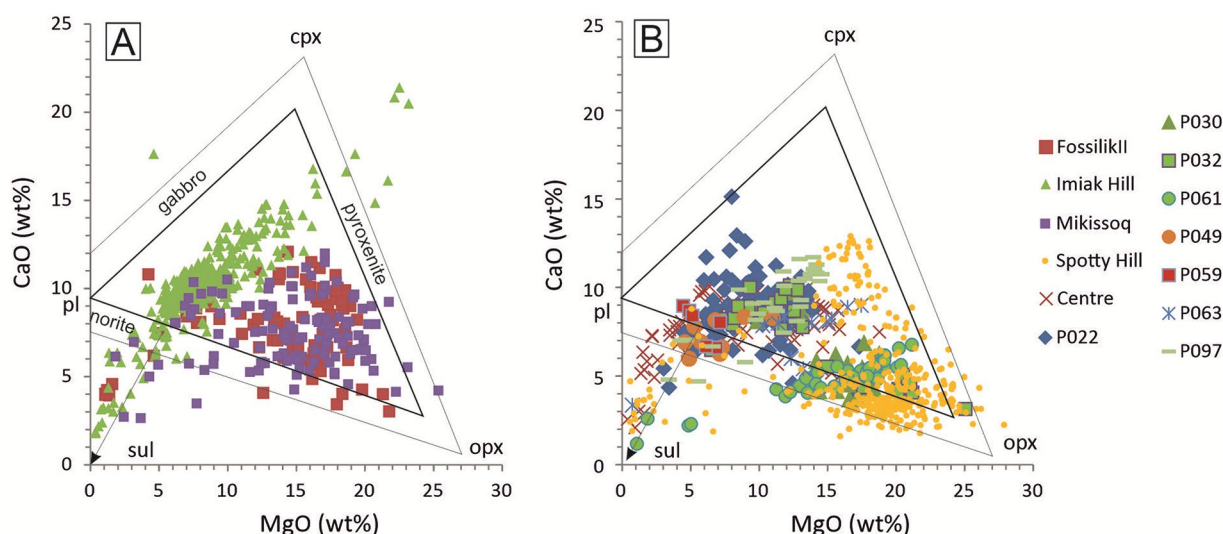 A
25
20
15
10
5
0
CaO (wt%)
cpx
gabbro
pyroxenite
pl
norite
sul
opx
0 5 10 15 20 25 30
MgO (wt%)
B
25
20
15
10
5
0
CaO (wt%)
cpx
pl
sul
opx
0 5 10 15 20 25 30
MgO (wt%)
FossilikII
Imiak Hill
Mikissoq
Spotty Hill
Centre
P022
P030
P032
P061
P049
P059
P063
P097